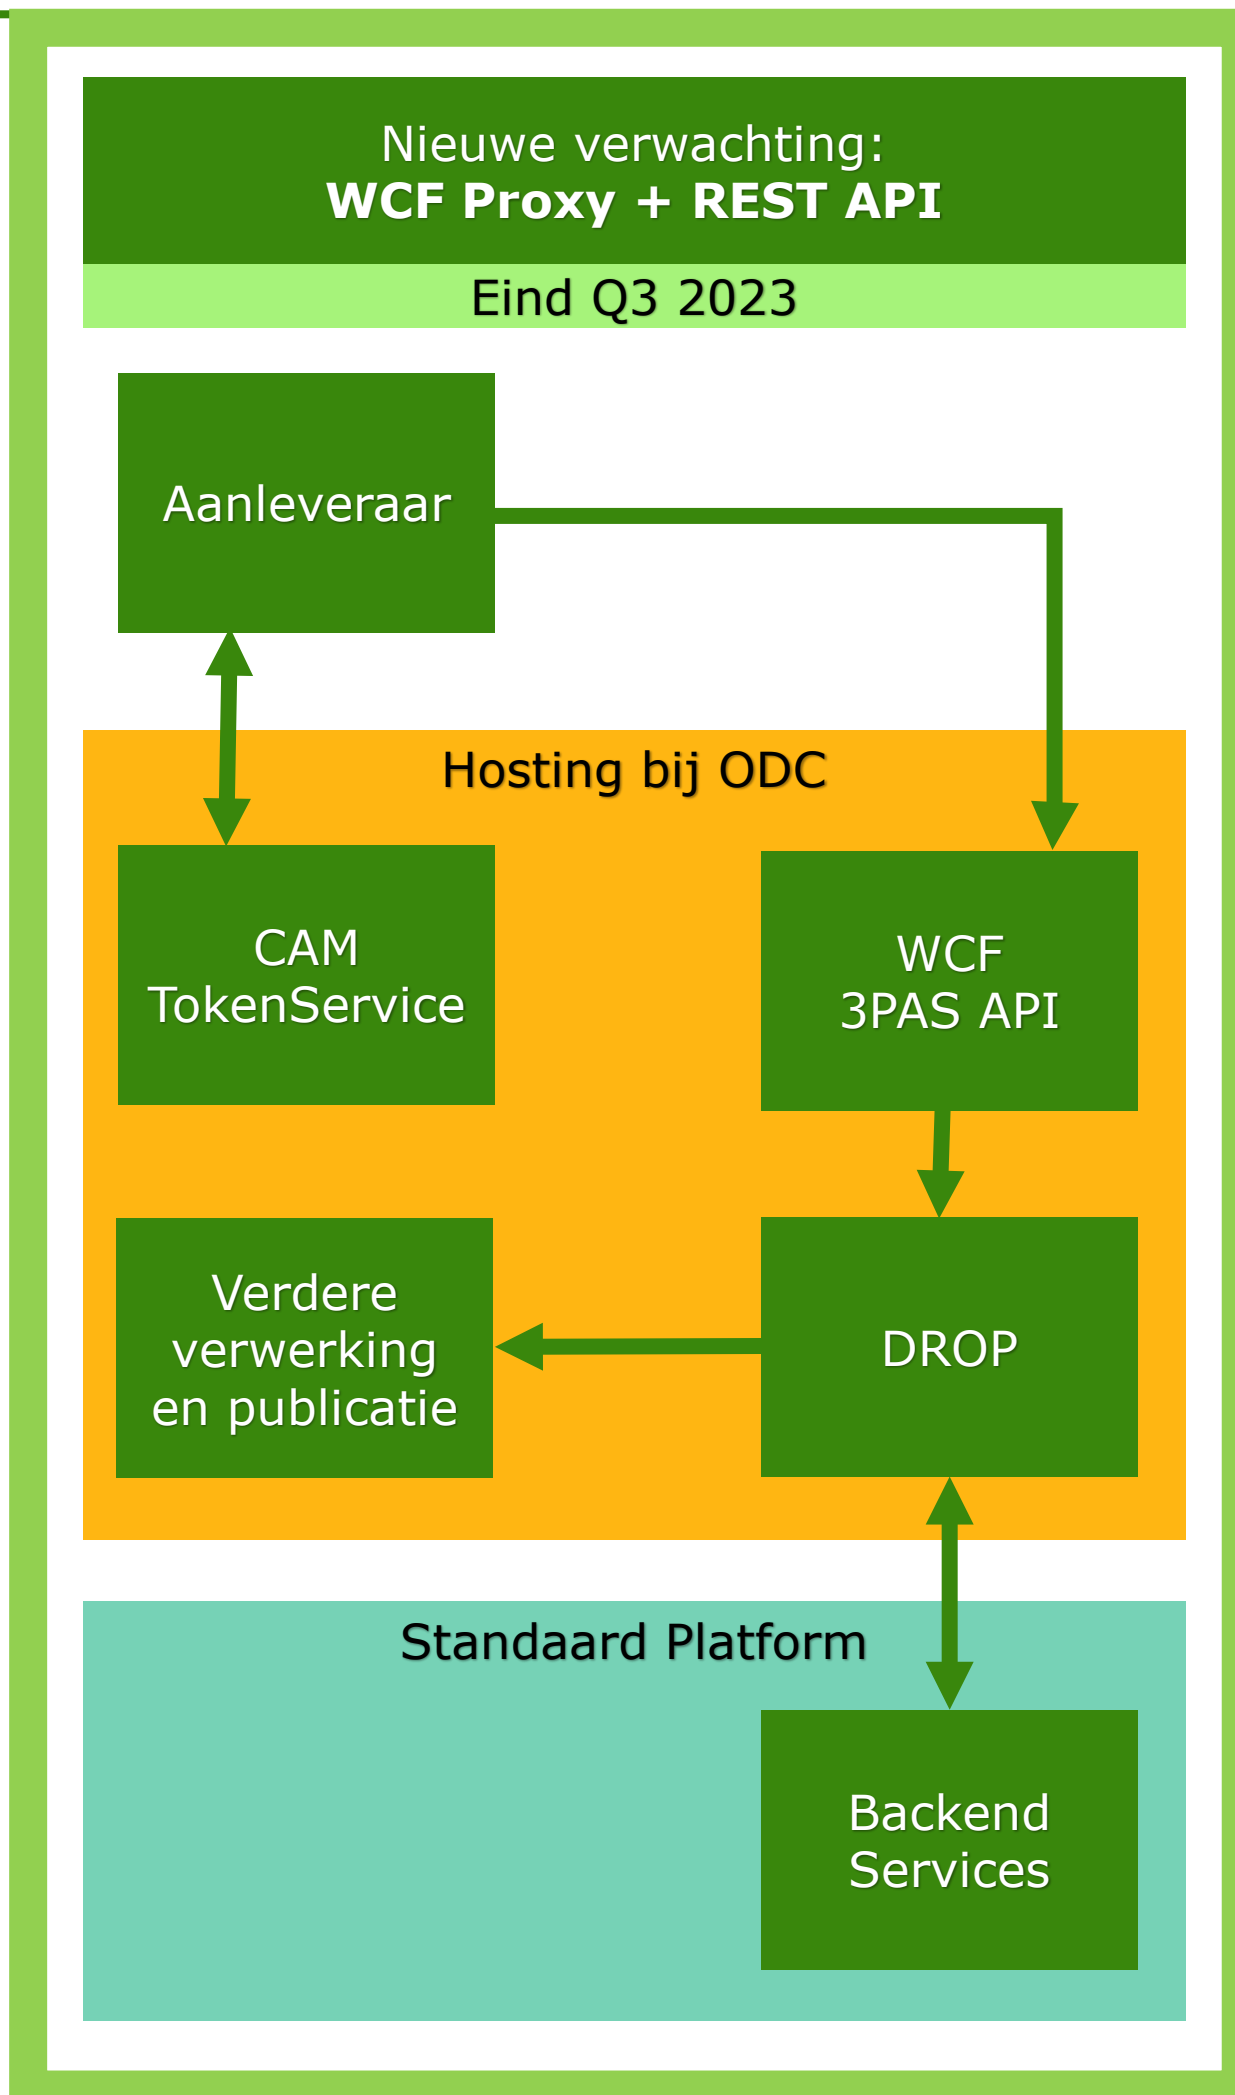 Nieuwe verwachting:
WCF Proxy + REST API
Eind Q3 2023
Aanleveraar
Hosting bij ODC
CAM
TokenService
WCF
3PAS API
Verdere
verwerking
en publicatie
DROP
Standaard Platform
Backend
Services